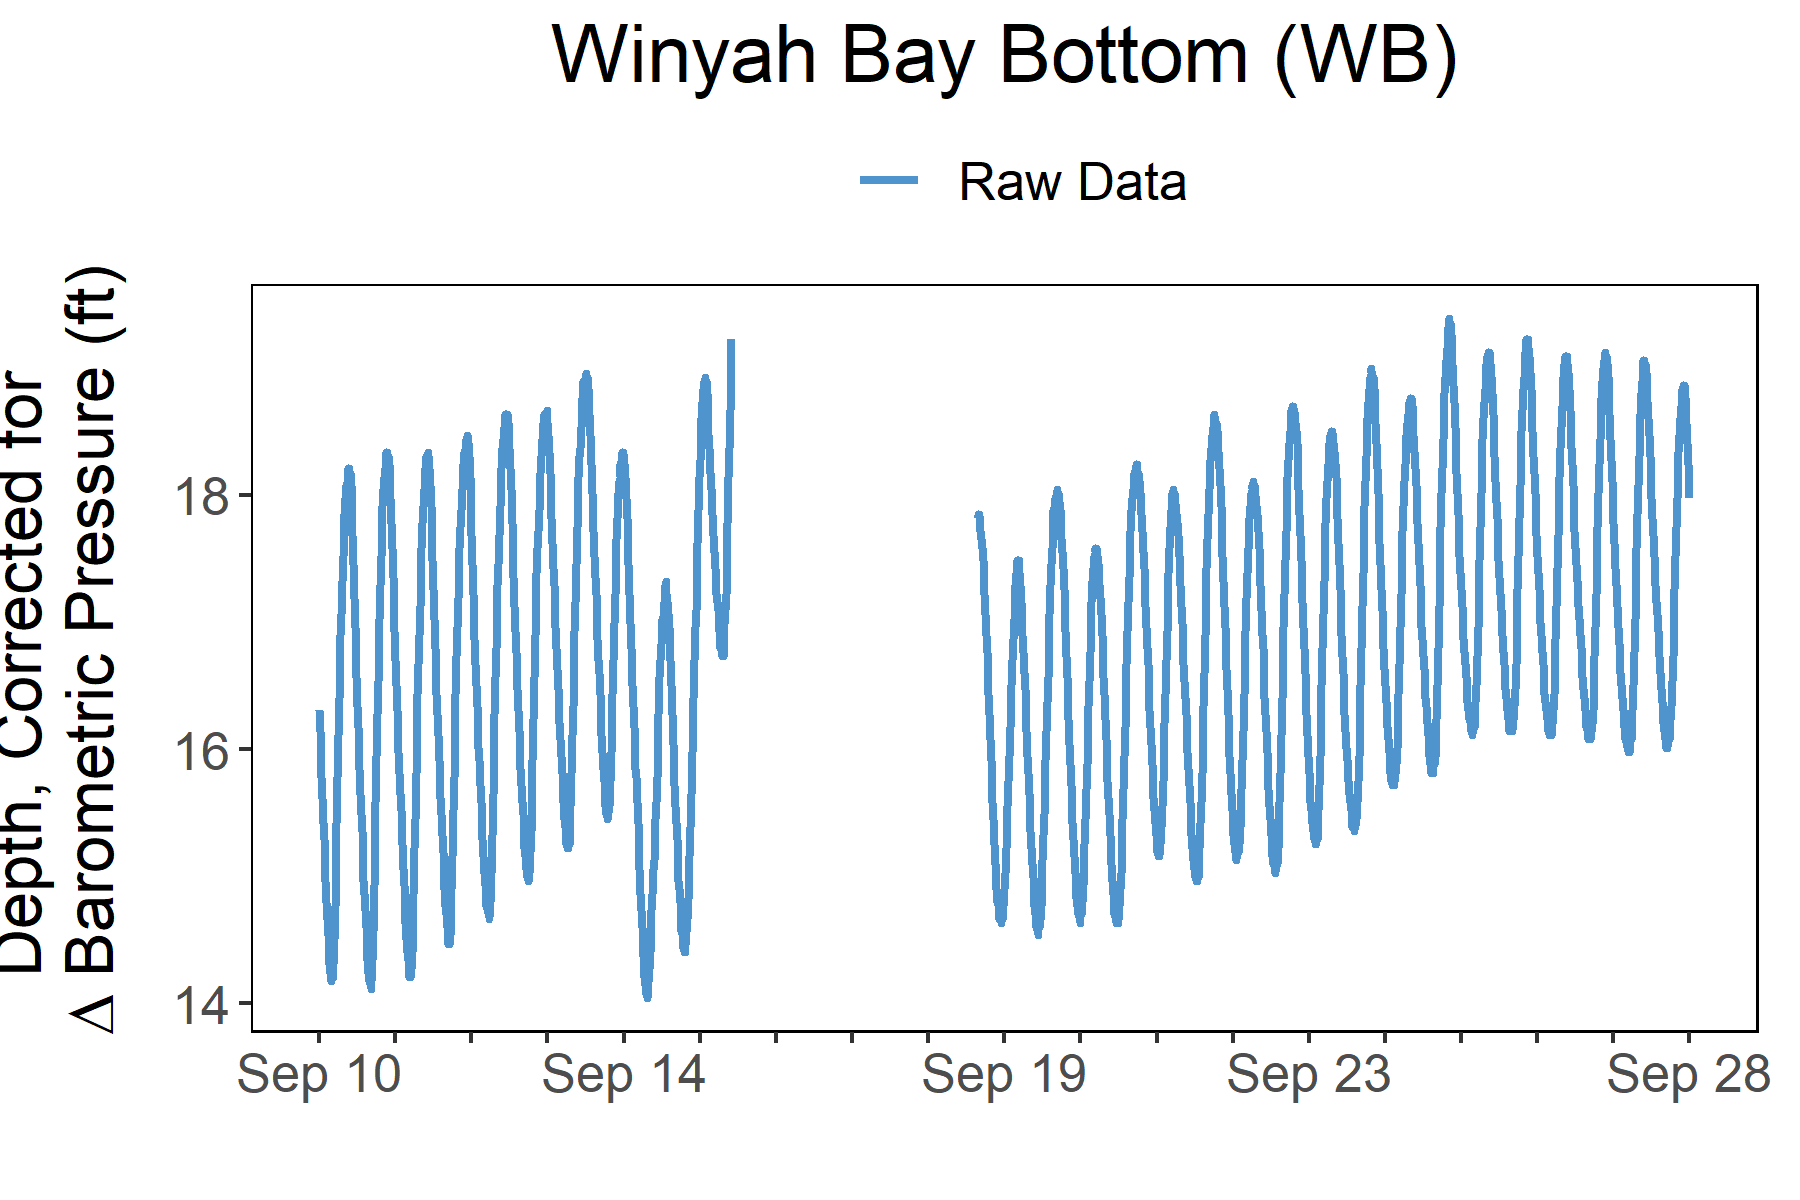 Winyah Bay Bottom (WB)
Raw Data
Depth, Corrected for
Δ Barometric Pressure (ft)
18
16
14
Sep 10
Sep 14
Sep 19
Sep 23
Sep 28